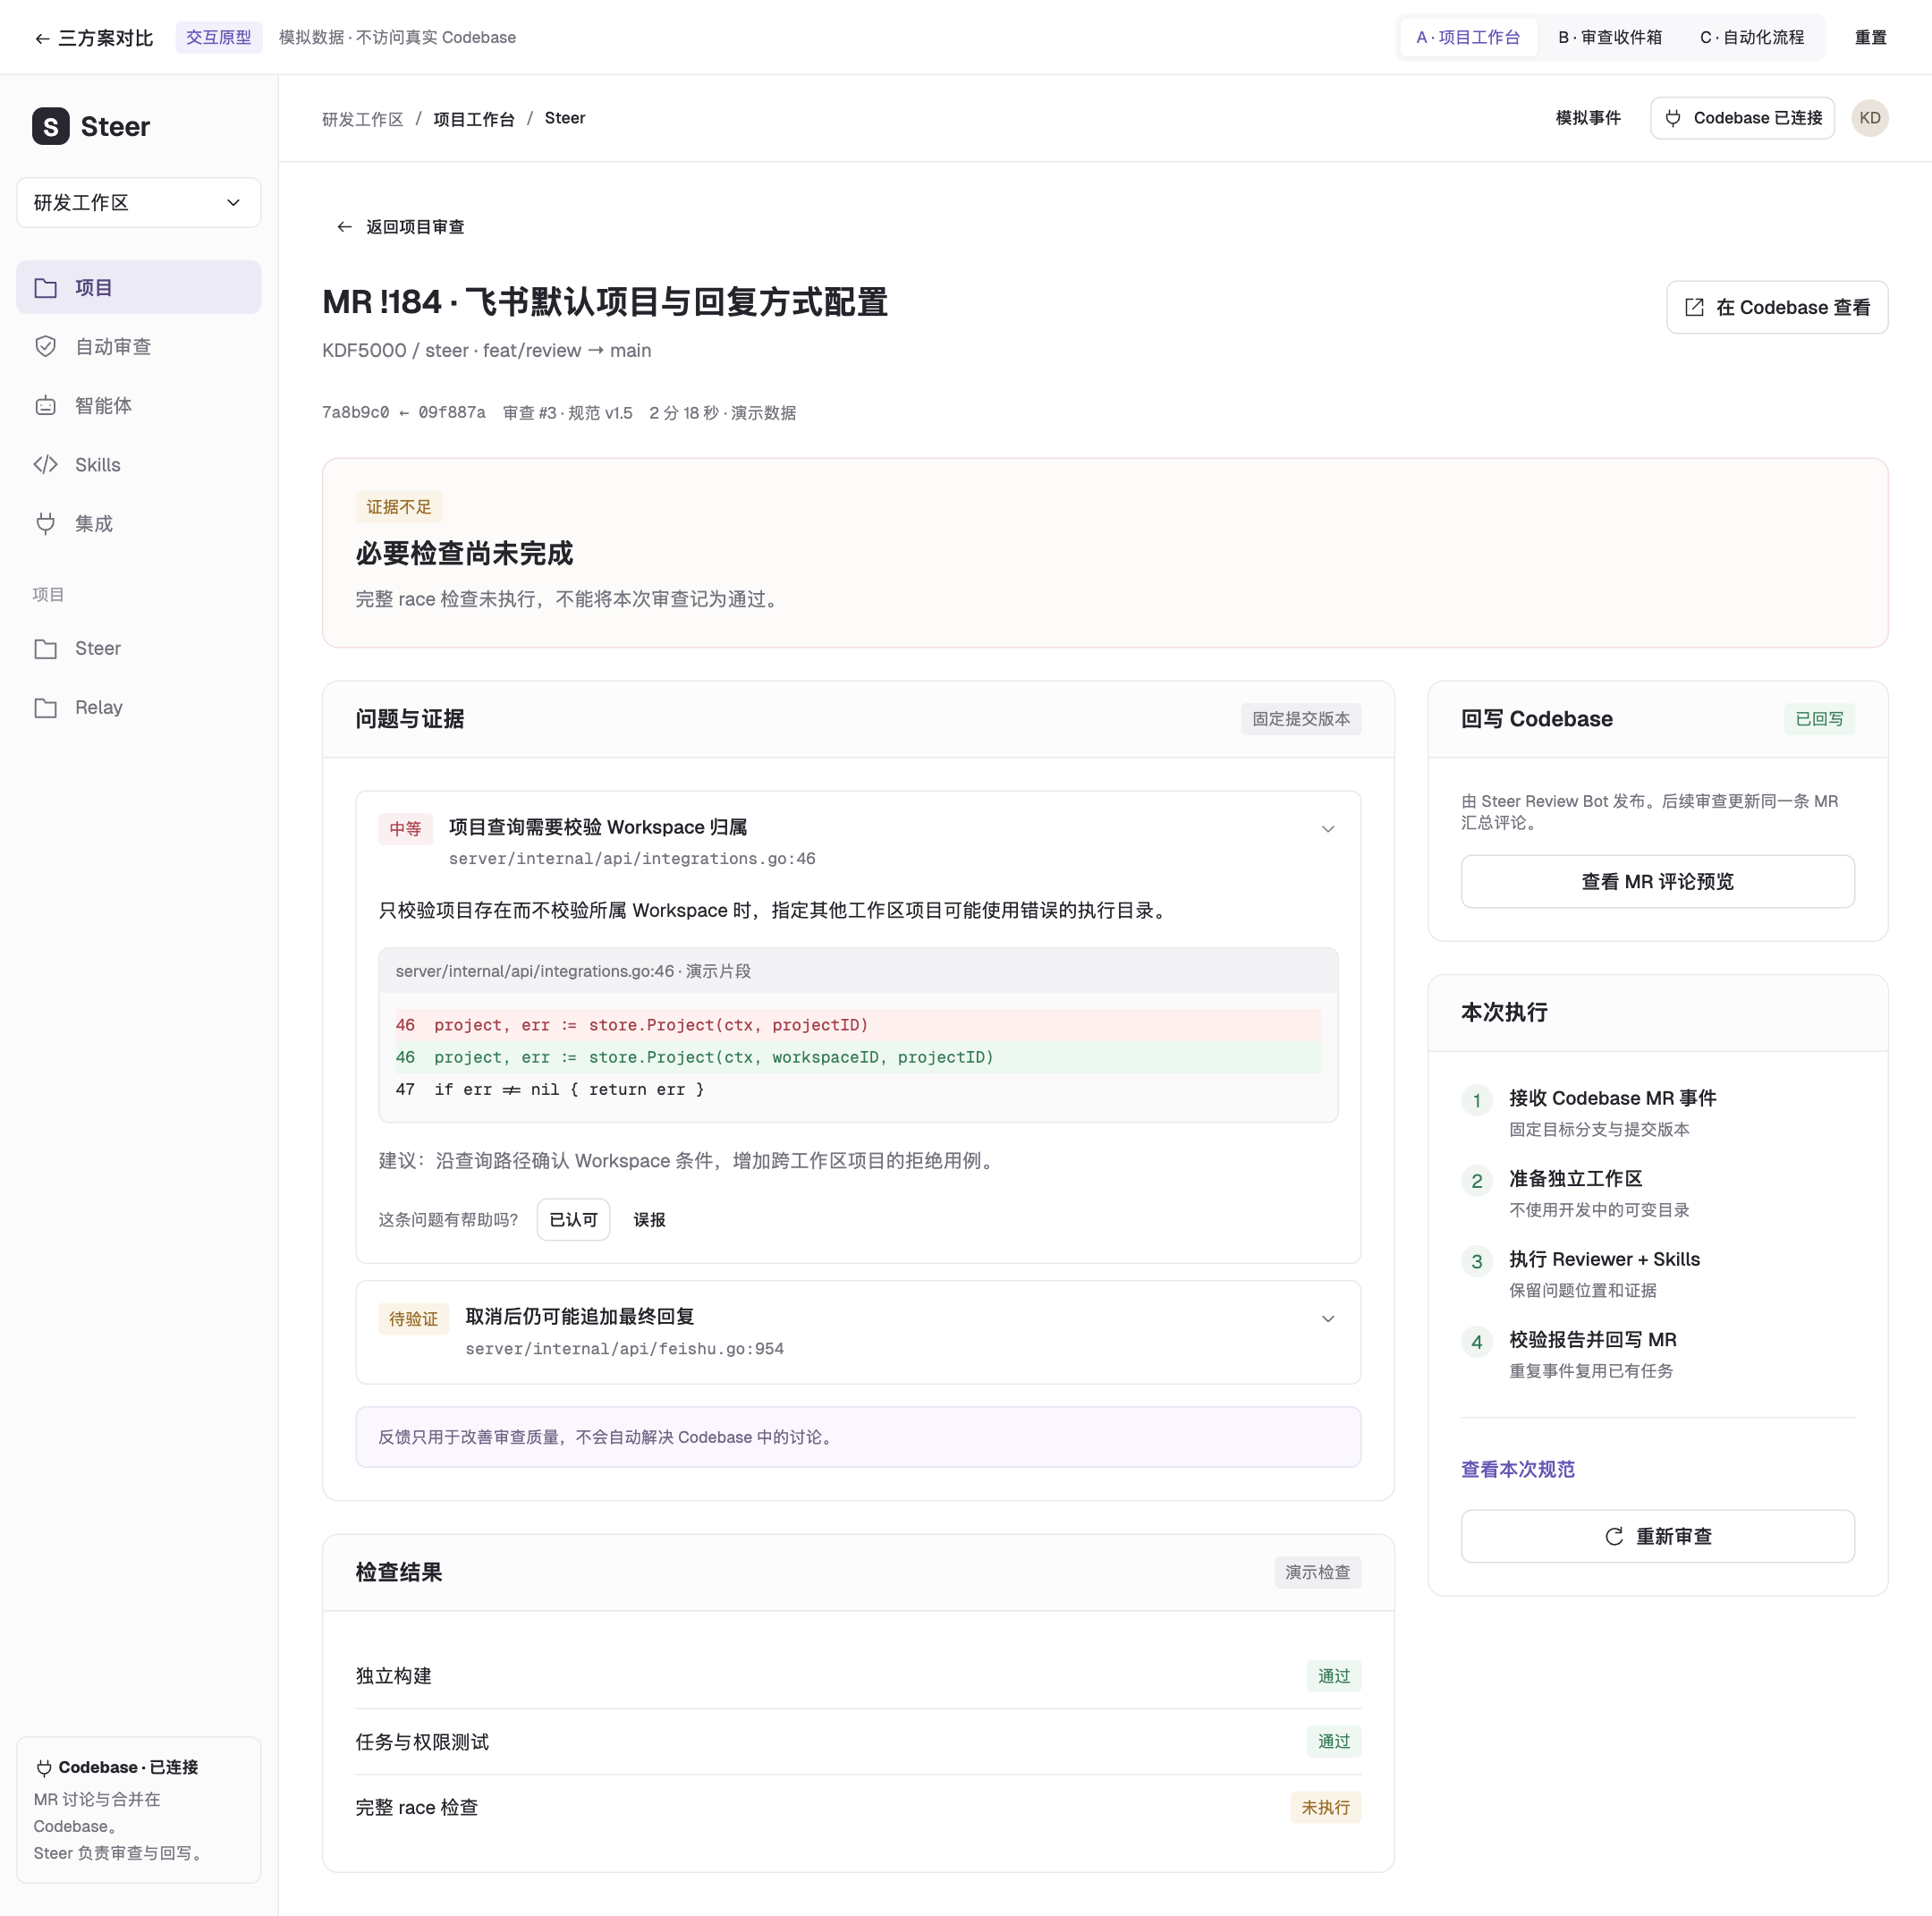 ← 三方案对比
交互原型
模拟数据 · 不访问真实 Codebase
A · 项目工作台
B · 审查收件箱
C · 自动化流程
重置
S Steer
研发工作区
项目
自动审查
智能体
Skills
集成
项目
Steer
Relay
Codebase · 已连接
MR 讨论与合并在
Codebase。
Steer 负责审查与回写。
研发工作区 / 项目工作台 / Steer
模拟事件
Codebase 已连接
KD
← 返回项目审查
MR !184 · 飞书默认项目与回复方式配置
KDF5000 / steer · feat/review → main
在 Codebase 查看
7a8b9c0 ← 09f887a 审查 #3 · 规范 v1.5 2 分 18 秒 · 演示数据
证据不足
必要检查尚未完成
完整 race 检查未执行，不能将本次审查记为通过。
问题与证据
固定提交版本
中等
项目查询需要校验 Workspace 归属
server/internal/api/integrations.go:46
只校验项目存在而不校验所属 Workspace 时，指定其他工作区项目可能使用错误的执行目录。
server/internal/api/integrations.go:46 · 演示片段
46 project, err := store.Project(ctx, projectID)
46 project, err := store.Project(ctx, workspaceID, projectID)
47 if err != nil { return err }
建议：沿查询路径确认 Workspace 条件，增加跨工作区项目的拒绝用例。
这条问题有帮助吗？
已认可
误报
待验证
取消后仍可能追加最终回复
server/internal/api/feishu.go:954
反馈只用于改善审查质量，不会自动解决 Codebase 中的讨论。
检查结果
演示检查
独立构建
通过
任务与权限测试
通过
完整 race 检查
未执行
回写 Codebase
已回写
由 Steer Review Bot 发布。后续审查更新同一条 MR
汇总评论。
查看 MR 评论预览
本次执行
1 接收 Codebase MR 事件
固定目标分支与提交版本
2 准备独立工作区
不使用开发中的可变目录
3 执行 Reviewer + Skills
保留问题位置和证据
4 校验报告并回写 MR
重复事件复用已有任务
查看本次规范
重新审查